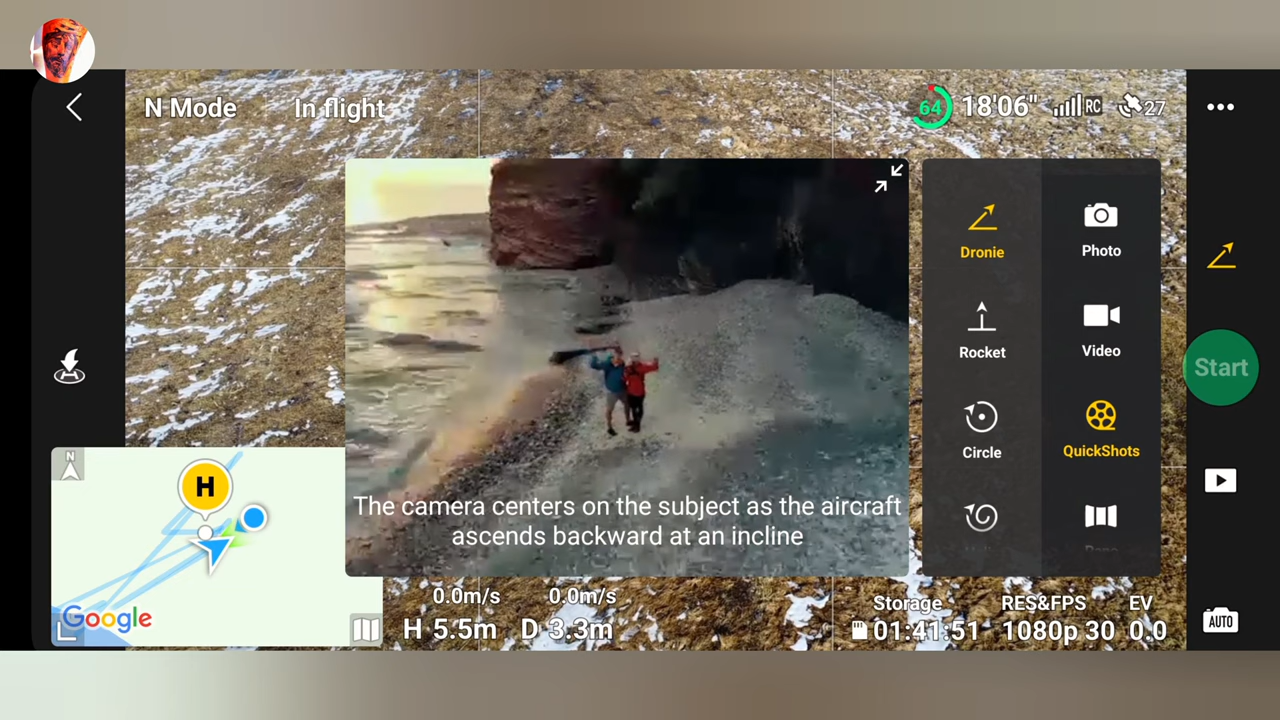 N Mode In flight 64 18'06" RC 27
Dronie
Photo
Rocket
Video
Start
Circle
QuickShots
The camera centers on the subject as the aircraft
ascends backward at an incline
N
H
Google
0.0m/s 0.0m/s
H 5.5m D 3.3m
Storage RES&FPS EV
01:41:51 1080p 30 0.0
AUTO